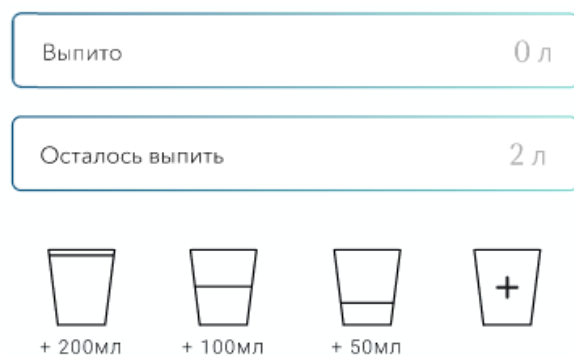 Выпито 0 л
Осталось выпить 2 л
+
+ 200мл + 100мл + 50мл